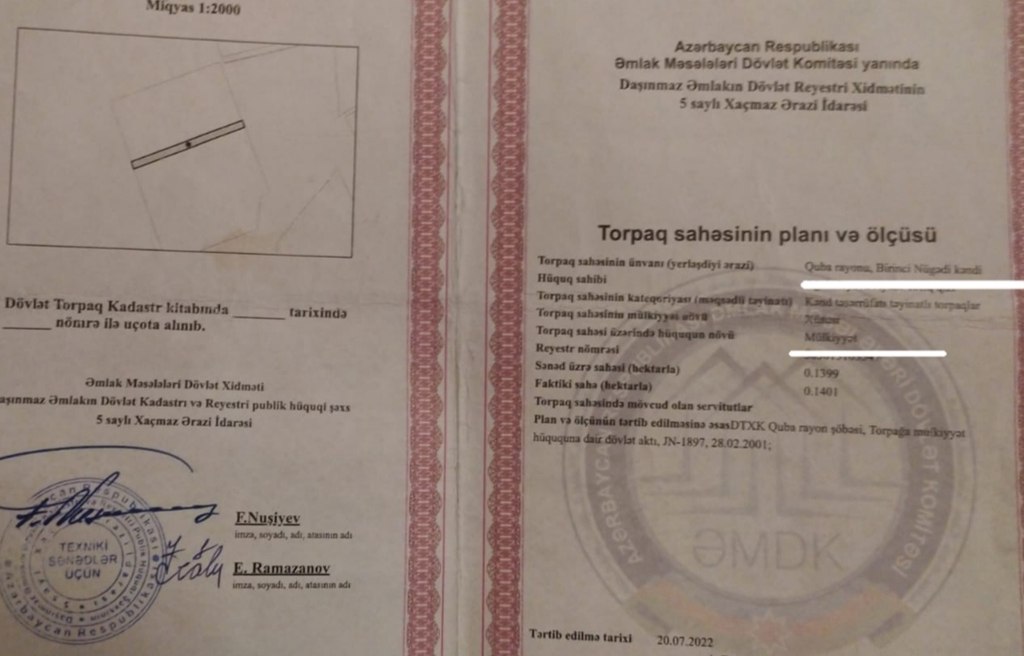 Miqyas 1:2000
Dövlət Torpaq Kadastr kitabında ______ tarixində
______ nömrə ilə uçota alınıb.
Əmlak Məsələləri Dövlət Xidməti
aşınmaz Əmlakın Dövlət Kadastrı və Reyestri publik hüquqi şəxs
5 saylı Xaçmaz Ərazi İdarəsi
F.Nuşiyev
imza, soyadı, adı, atasının adı
E. Ramazanov
imza, soyadı, adı, atasının adı
TEXNİKİ
SƏNƏDLƏR
ÜÇÜN
Azərbaycan Respublikası
Əmlak Məsələləri Dövlət Komitəsi yanında
Daşınmaz Əmlakın Dövlət Reyestri Xidmətinin
5 saylı Xaçmaz Ərazi İdarəsi
Torpaq sahəsinin planı və ölçüsü
Torpaq sahəsinin ünvanı (yerləşdiyi ərazi) Quba rayonu, Birinci Nügədi kəndi
Hüquq sahibi
Torpaq sahəsinin kateqoriyası (məqsədli təyinatı) Kənd təsərrüfatı təyinatlı torpaqlar
Torpaq sahəsinin mülkiyyət növü Xüsusi
Torpaq sahəsi üzərində hüququn növü Mülkiyyət
Reyestr nömrəsi
Sənəd üzrə sahəsi (hektarla) 0.1399
Faktiki sahə (hektarla) 0.1401
Torpaq sahəsində mövcud olan servitutlar
Plan və ölçünün tərtib edilməsinə əsasDTXK Quba rayon şöbəsi, Torpağa mülkiyyət
hüququna dair dövlət aktı, JN-1897, 28.02.2001;
ƏMDK
Tərtib edilmə tarixi 20.07.2022